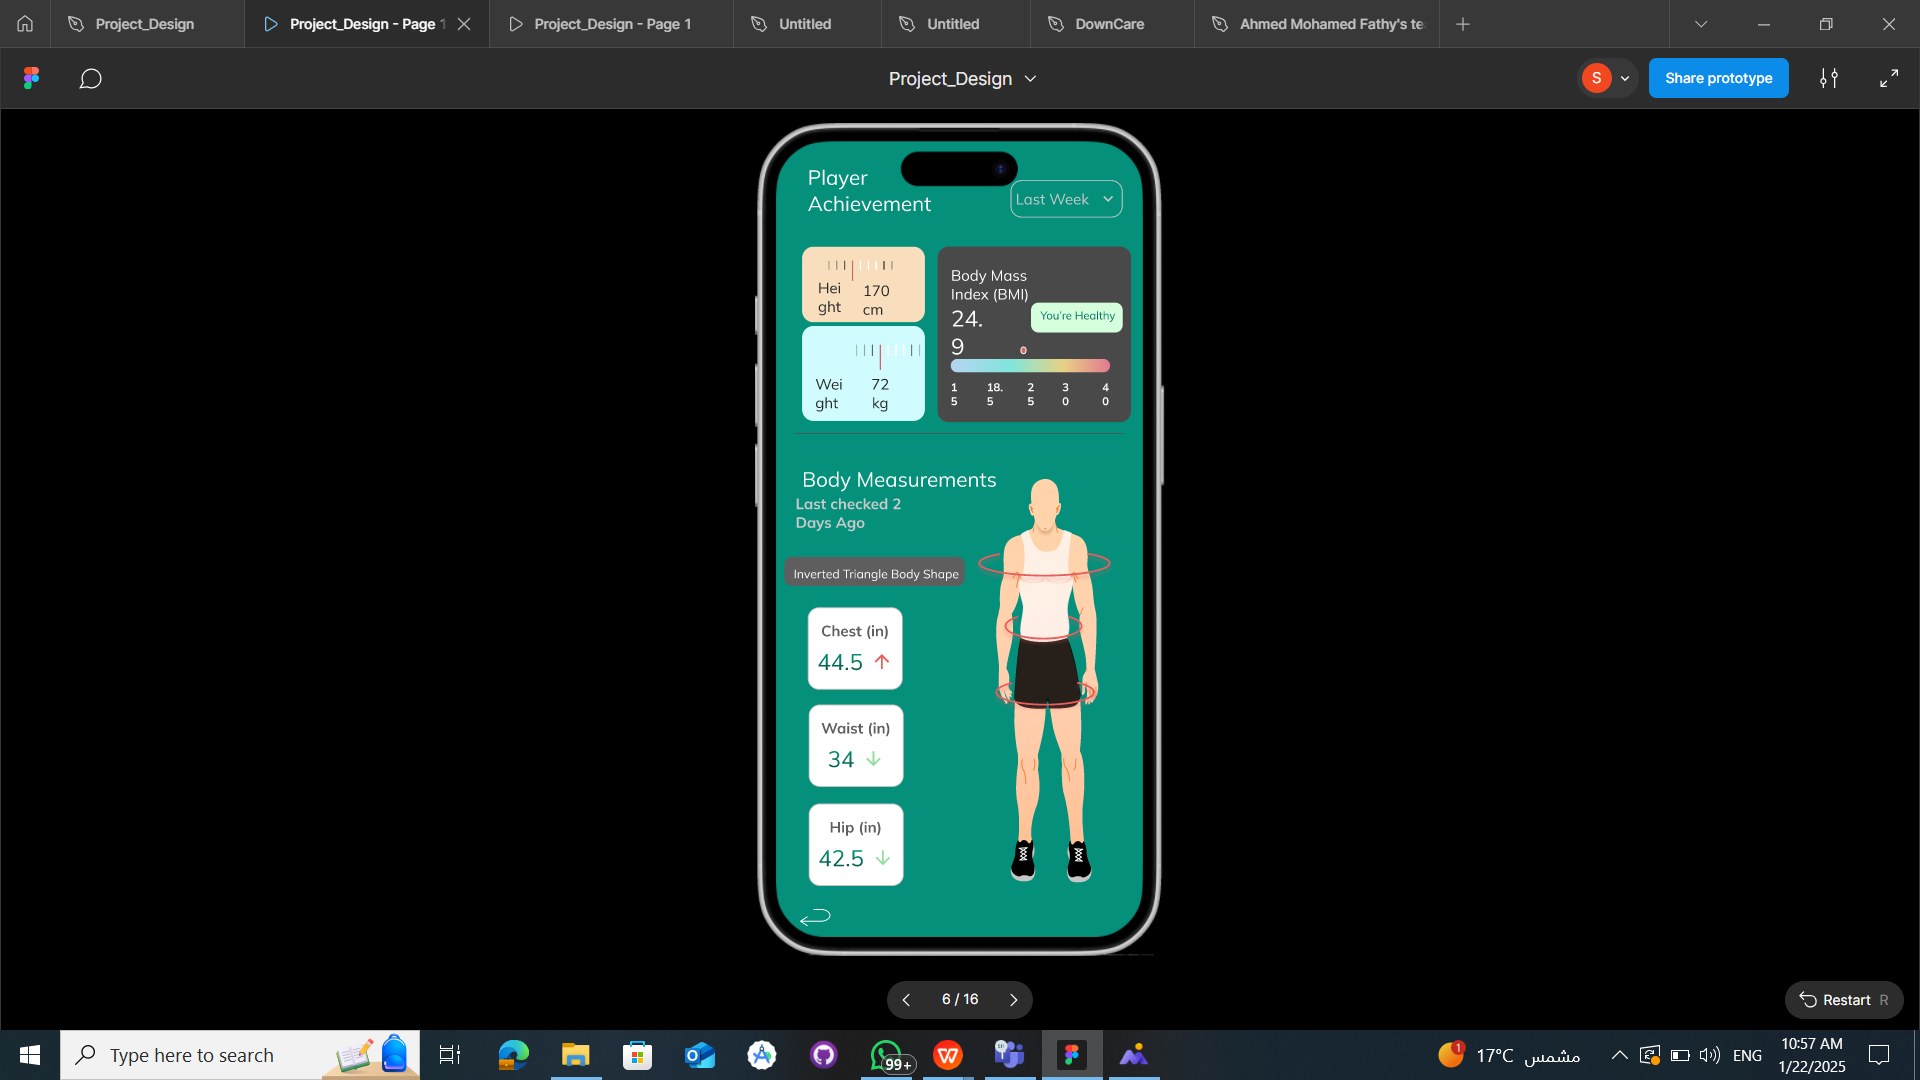 Project_Design
Project_Design - Page 1
Project_Design - Page 1
Untitled
Untitled
DownCare
Ahmed Mohamed Fathy's te
Project_Design
S
Share prototype
Player
Achievement
Last Week
Hei
ght
170
cm
Wei
ght
72
kg
Body Mass
Index (BMI)
24.
9
You're Healthy
1
5
18.
5
2
5
3
0
4
0
Body Measurements
Last checked 2
Days Ago
Inverted Triangle Body Shape
Chest (in)
44.5
Waist (in)
34
Hip (in)
42.5
6 / 16
Restart R
Type here to search
99+
1
17°C مشمس
ENG
10:57 AM
1/22/2025